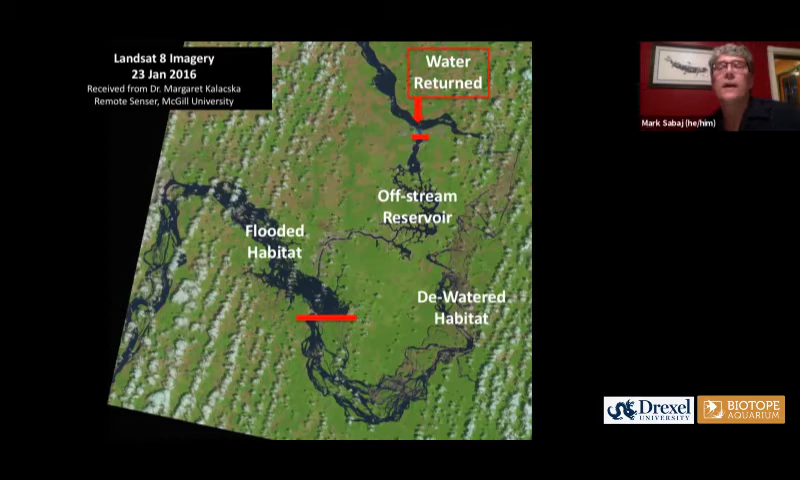 Landsat 8 Imagery
23 Jan 2016
Received from Dr. Margaret Kalacska
Remote Senser, McGill University
Water
Returned
Off-stream
Reservoir
Flooded
Habitat
De-Watered
Habitat
Mark Sabaj (he/him)
Drexel
UNIVERSITY
BIOTOPE
AQUARIUM